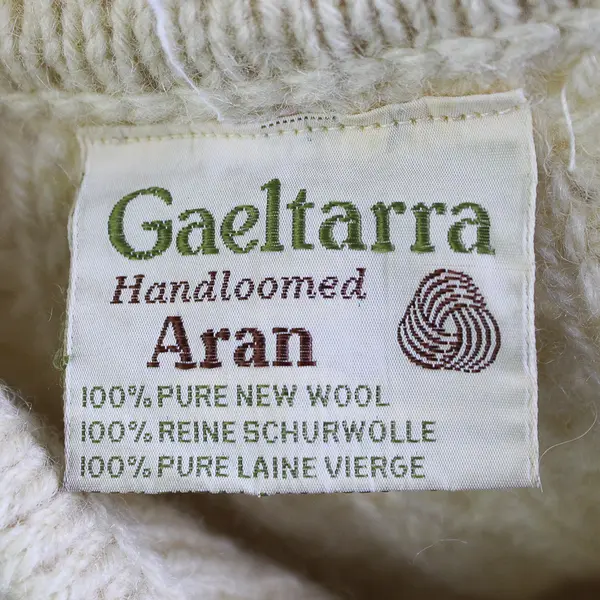 Gaeltarra
Handloomed
Aran
100% PURE NEW WOOL
100% REINE SCHURWOLLE
100% PURE LAINE VIERGE